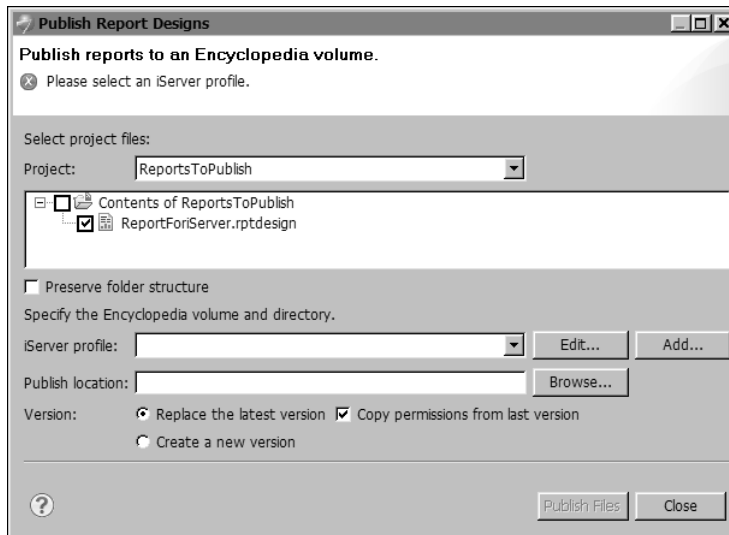 Publish Report Designs
Publish reports to an Encyclopedia volume.
Please select an iServer profile.
Select project files:
Project: ReportsToPublish
Contents of ReportsToPublish
ReportForiServer.rptdesign
Preserve folder structure
Specify the Encyclopedia volume and directory.
iServer profile: Edit... Add...
Publish location: Browse...
Version: Replace the latest version Copy permissions from last version
Create a new version
? Publish Files Close